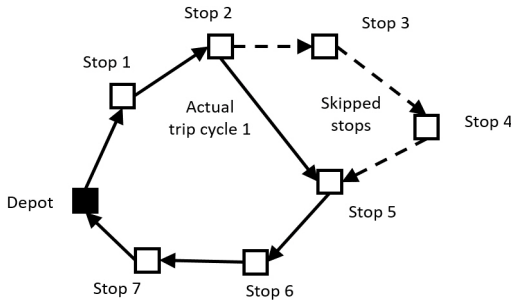 Stop 2
Stop 3
Stop 1
Actual
trip cycle 1
Skipped
stops
Stop 4
Depot
Stop 5
Stop 7
Stop 6